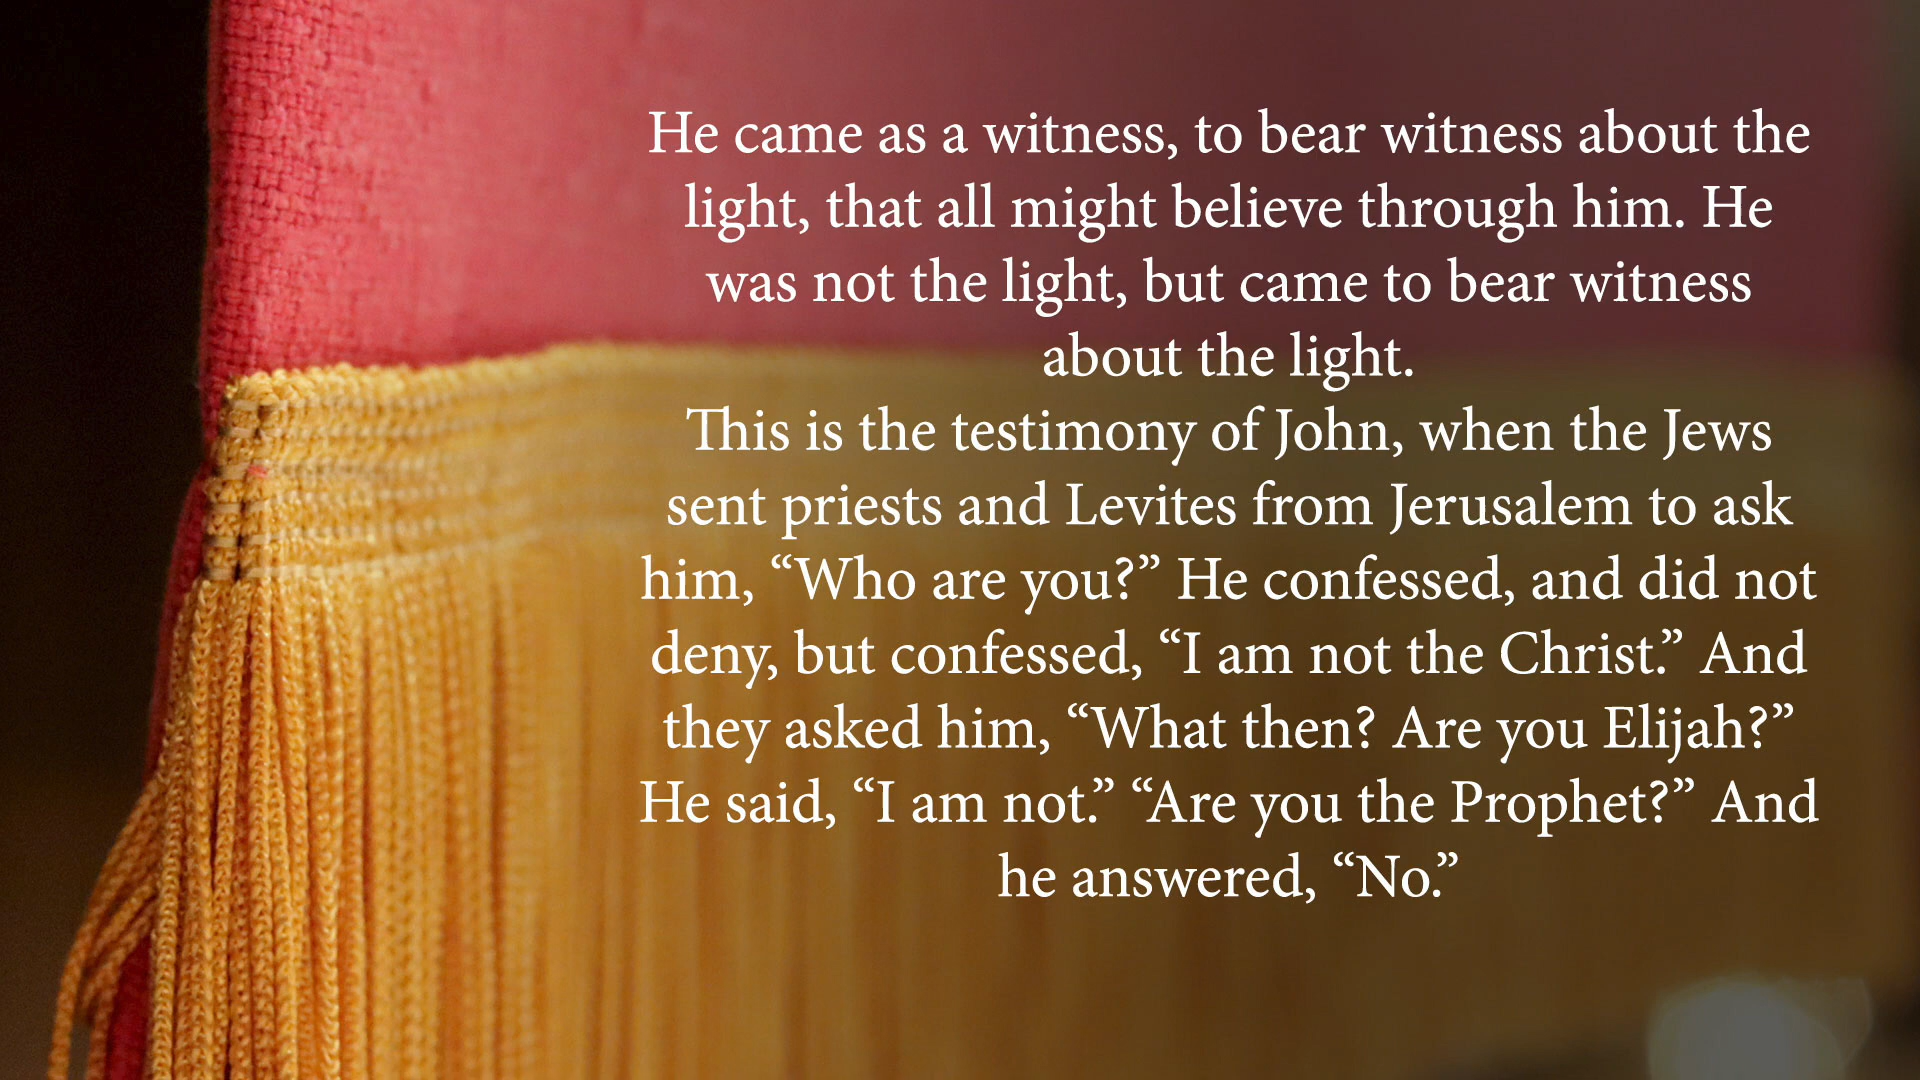 He came as a witness, to bear witness about the
light, that all might believe through him. He
was not the light, but came to bear witness
about the light.
This is the testimony of John, when the Jews
sent priests and Levites from Jerusalem to ask
him, “Who are you?” He confessed, and did not
deny, but confessed, “I am not the Christ.” And
they asked him, “What then? Are you Elijah?”
He said, “I am not.” “Are you the Prophet?” And
he answered, “No.”